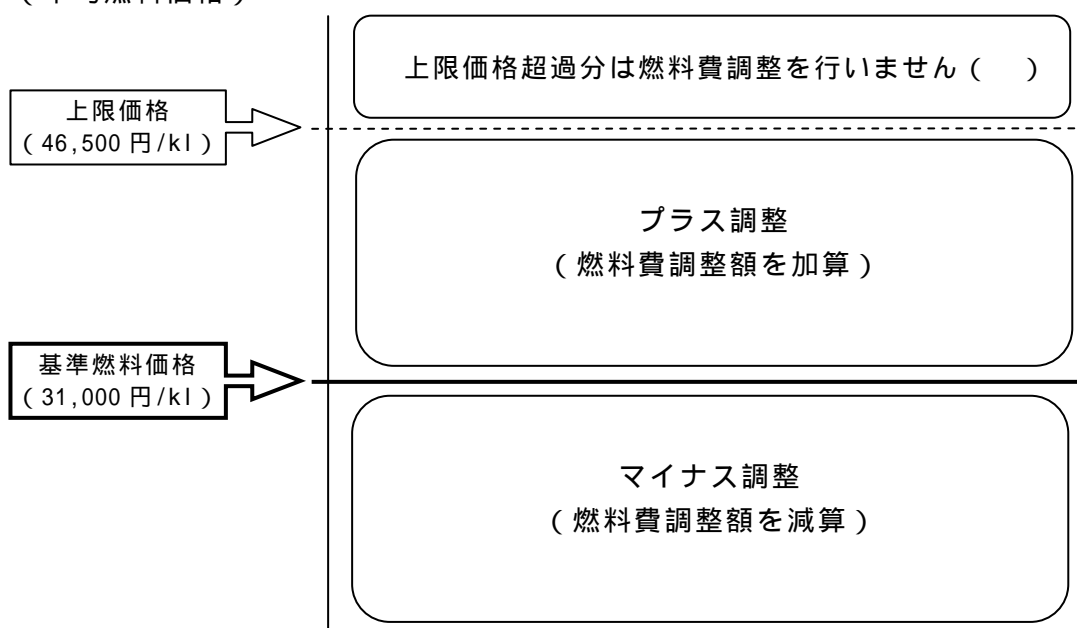 上限価格超過分は燃料費調整を行いません(　)
上限価格
(46,500円/kl)
プラス調整
(燃料費調整額を加算)
基準燃料価格
(31,000円/kl)
マイナス調整
(燃料費調整額を減算)